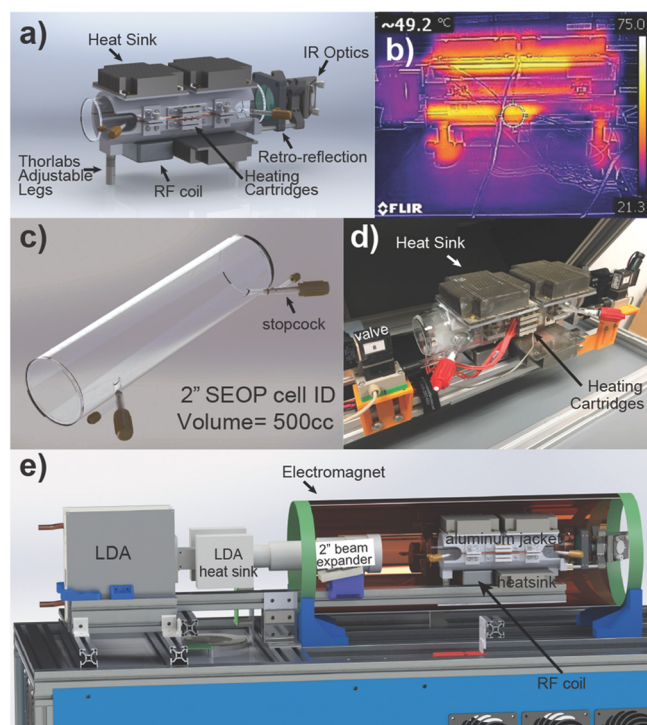 a)
Heat Sink
IR Optics
Thorlabs
Adjustable
Legs
RF coil
Retro-reflection
Heating
Cartridges
~49.2 °C
b)
75.0
21.3
FLIR
c)
stopcock
2” SEOP cell ID
Volume= 500cc
d)
Heat Sink
valve
Heating
Cartridges
e)
Electromagnet
LDA
LDA
heat sink
2” beam
expander
aluminum jacket
heatsink
RF coil